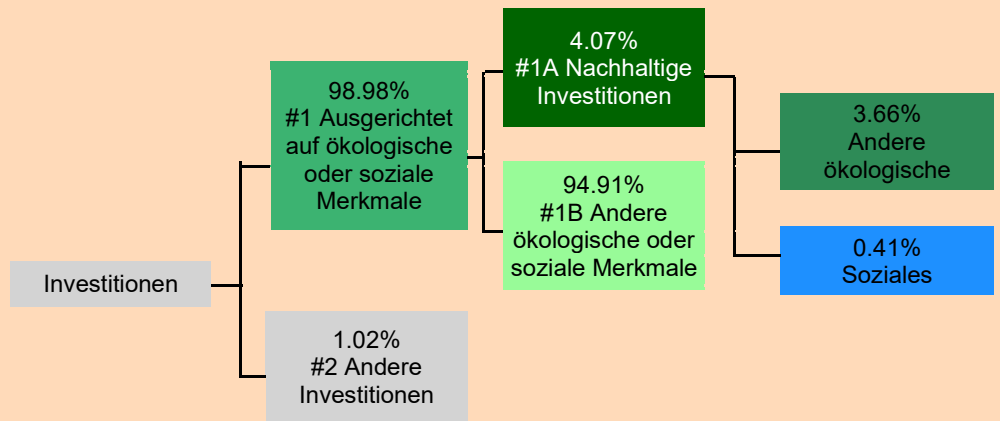 Investitionen
98.98%
#1 Ausgerichtet
auf ökologische
oder soziale
Merkmale
1.02%
#2 Andere
Investitionen
4.07%
#1A Nachhaltige
Investitionen
94.91%
#1B Andere
ökologische oder
soziale Merkmale
3.66%
Andere
ökologische
0.41%
Soziales